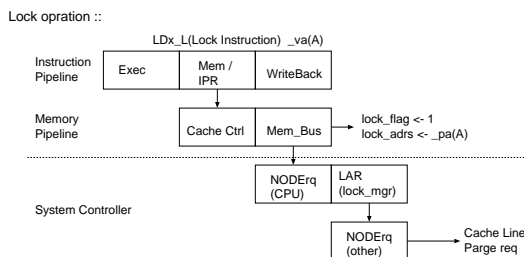 Lock opration ::
LDx_L(Lock Instruction) _va(A)
Instruction
Pipeline
Exec
Mem /
IPR
WriteBack
Memory
Pipeline
Cache Ctrl
Mem_Bus
lock_flag <- 1
lock_adrs <- _pa(A)
NODErq
(CPU)
LAR
(lock_mgr)
System Controller
NODErq
(other)
Cache Line
Parge req